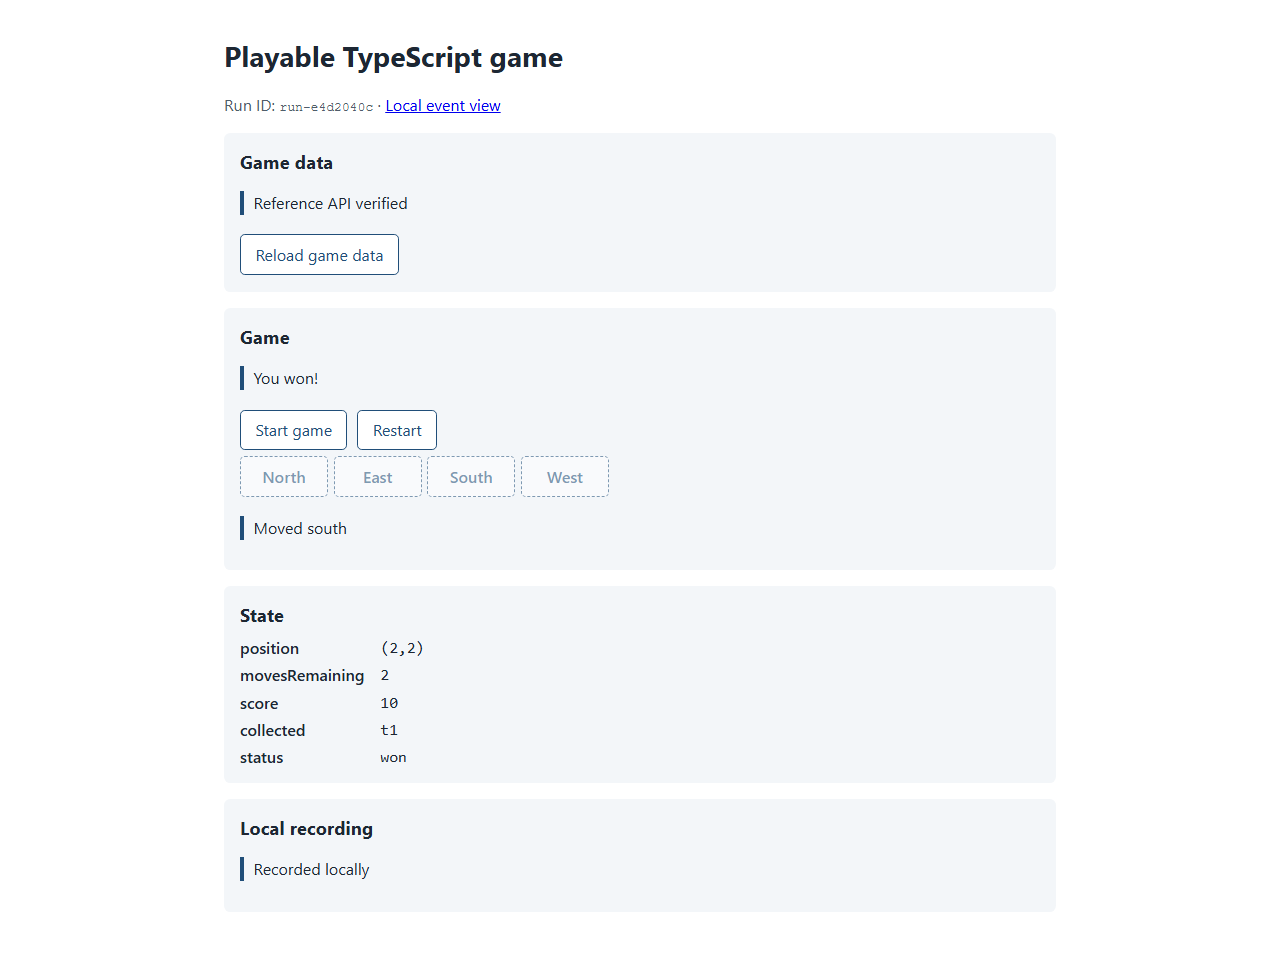 Playable TypeScript game
Run ID: run-e4d2040c · Local event view
Game data
Reference API verified
Reload game data
Game
You won!
Start game Restart
North East South West
Moved south
State
position (2,2)
movesRemaining 2
score 10
collected t1
status won
Local recording
Recorded locally